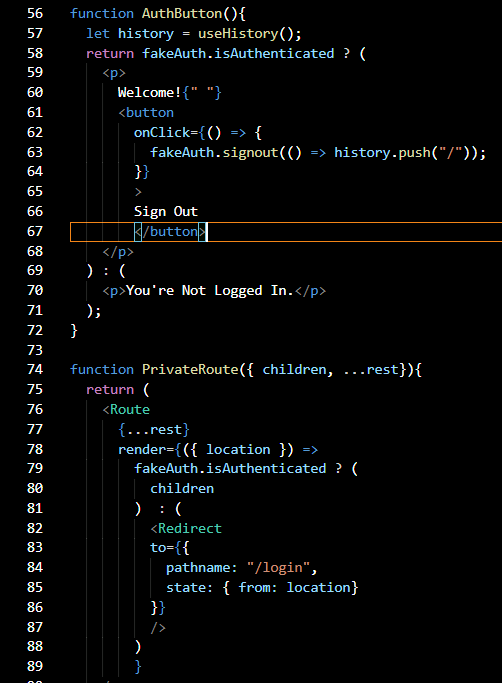 56 function AuthButton(){
57 let history = useHistory();
58 return fakeAuth.isAuthenticated ? (
59 <p>
60 Welcome!{" "}
61 <button
62 onClick={() => {
63 fakeAuth.signout(() => history.push("/"));
64 }}
65 >
66 Sign Out
67 </button>
68 </p>
69 ) : (
70 <p>You're Not Logged In.</p>
71 );
72 }
73
74 function PrivateRoute({ children, ...rest}){
75 return (
76 <Route
77 {...rest}
78 render={({ location }) =>
79 fakeAuth.isAuthenticated ? (
80 children
81 )  : (
82 <Redirect
83 to={{
84 pathname: "/login",
85 state: { from: location}
86 }}
87 />
88 )
89 }